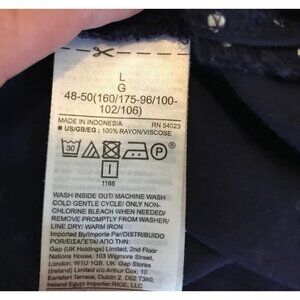 L
G
48-50(160/175-96/100-
102/106)
MADE IN INDONESIA RN 54023
US/GB/EG : 100% RAYON/VISCOSE
30
1166
WASH INSIDE OUT/ MACHINE WASH
COLD GENTLE CYCLE/ ONLY NON-
CHLORINE BLEACH WHEN NEEDED/
REMOVE PROMPTLY FROM WASHER/
LINE DRY/ WARM IRON
Imported By/Importé Par/DISTRIBUIDO
POR/ΕΙΣΑΓΕΤΑΙ ΑΠΟ ΤΗΝ:
Gap (UK Holdings) Limited, 2nd Floor
Nations House, 103 Wigmore Street,
London, W1U 1QS, UK. Gap Stores
(Ireland) Limited c/o Arthur Cox, 10
Earlsfort Terrace, Dublin 2, D02 T380,
Ireland Egypt Importer:RIGE, LLC